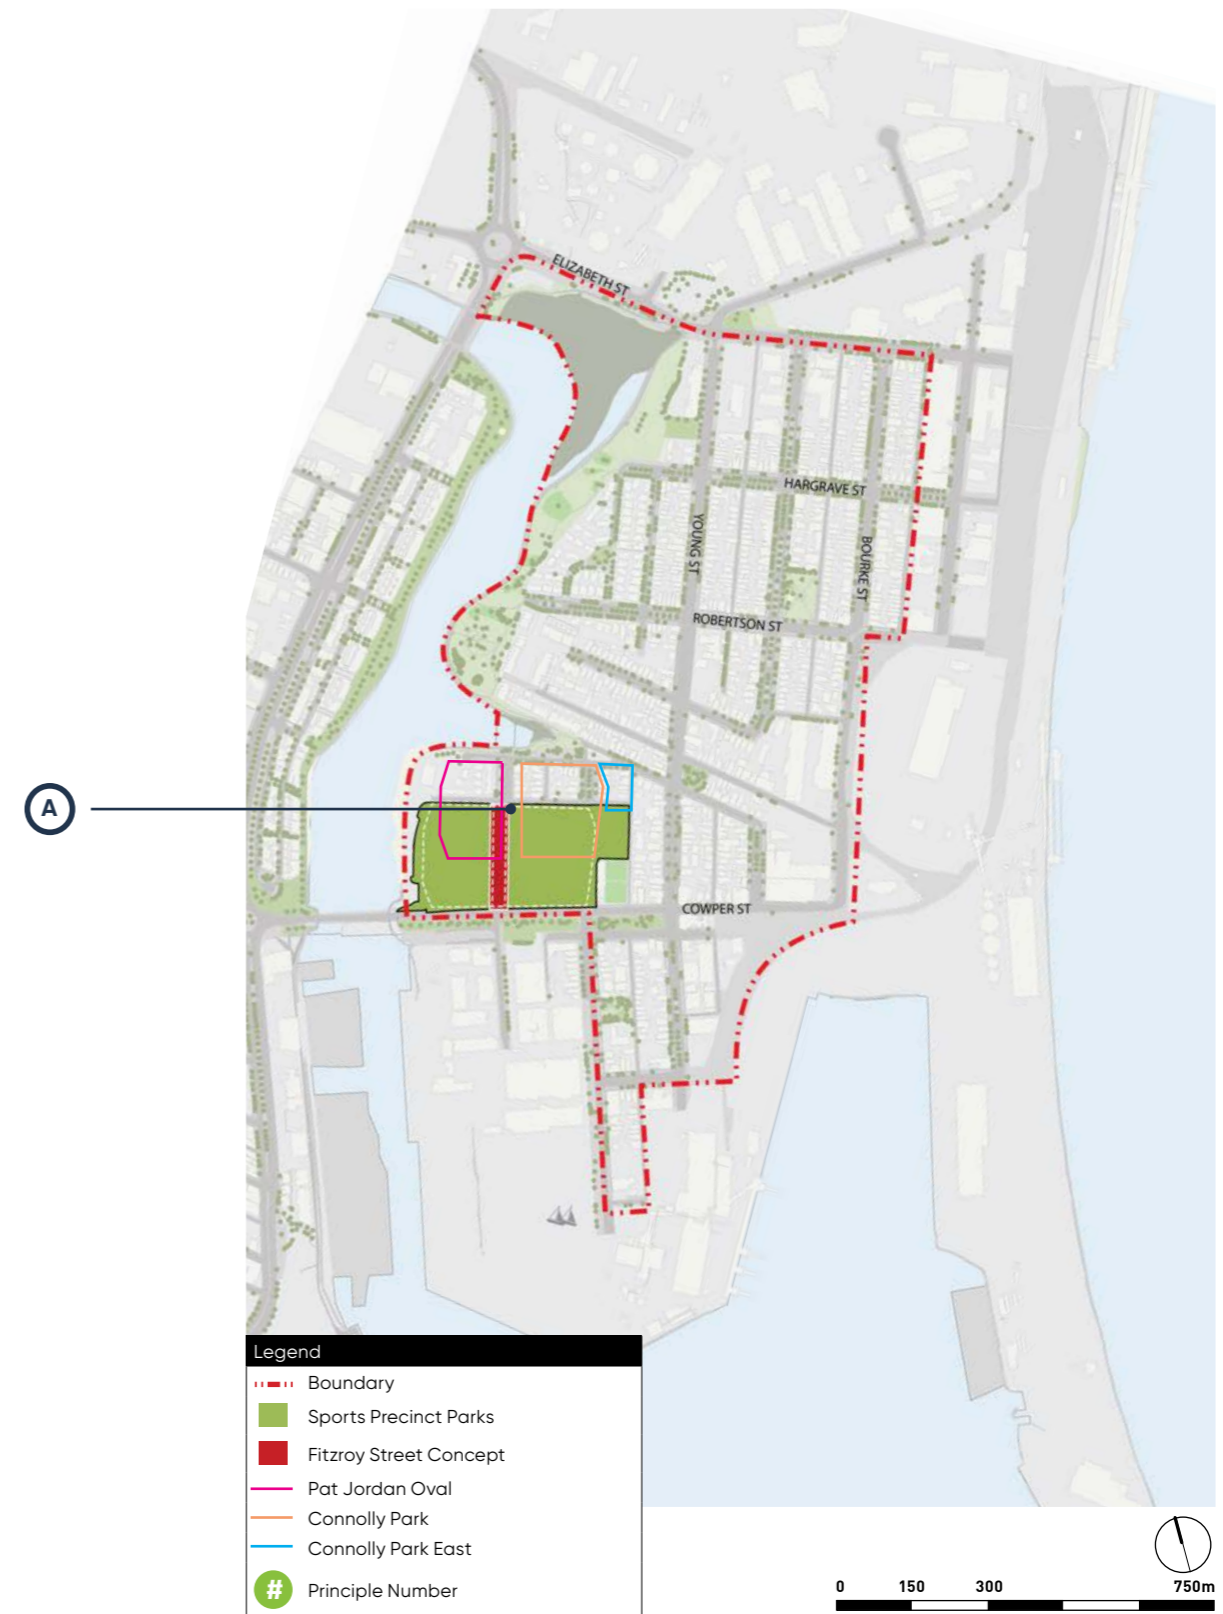 ELIZABETH ST
HARGRAVE ST
YOUNG ST
BOURKE ST
ROBERTSON ST
A
COWPER ST
Legend
Boundary
Sports Precinct Parks
Fitzroy Street Concept
Pat Jordan Oval
Connolly Park
Connolly Park East
# Principle Number
0 150 300 750m